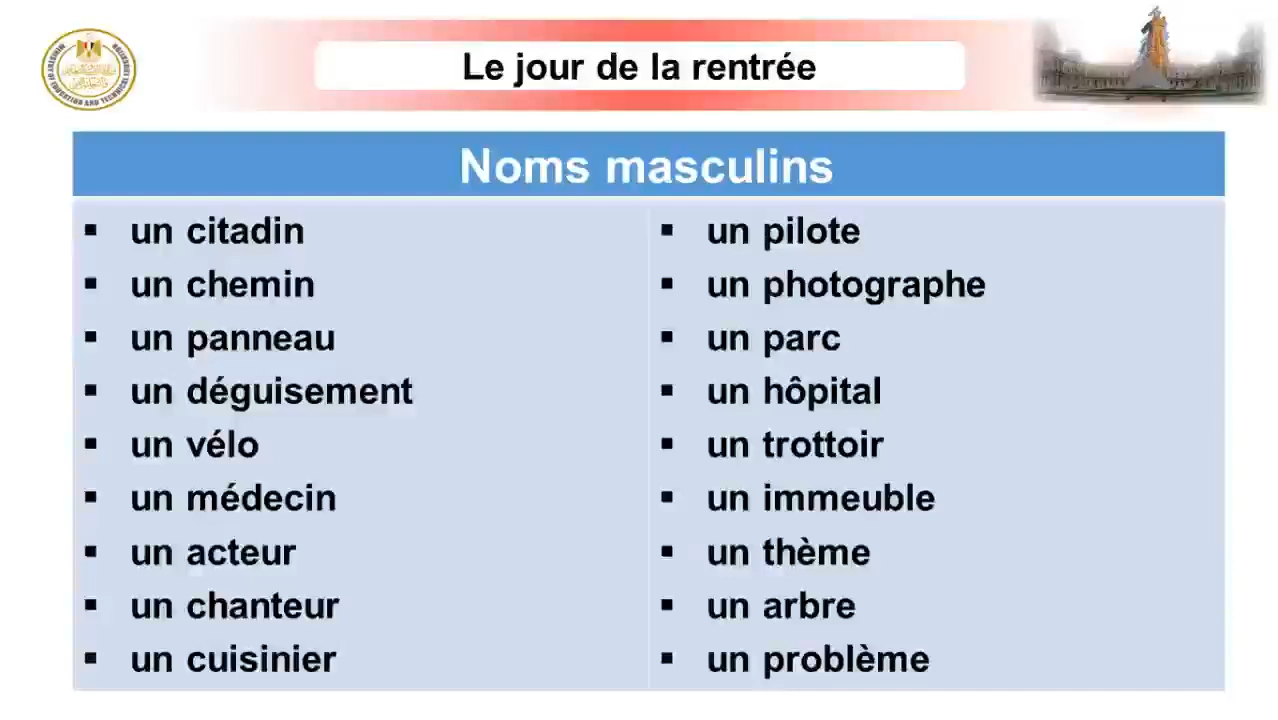 Le jour de la rentrée
Noms masculins
▪ un citadin
▪ un chemin
▪ un panneau
▪ un déguisement
▪ un vélo
▪ un médecin
▪ un acteur
▪ un chanteur
▪ un cuisinier
▪ un pilote
▪ un photographe
▪ un parc
▪ un hôpital
▪ un trottoir
▪ un immeuble
▪ un thème
▪ un arbre
▪ un problème